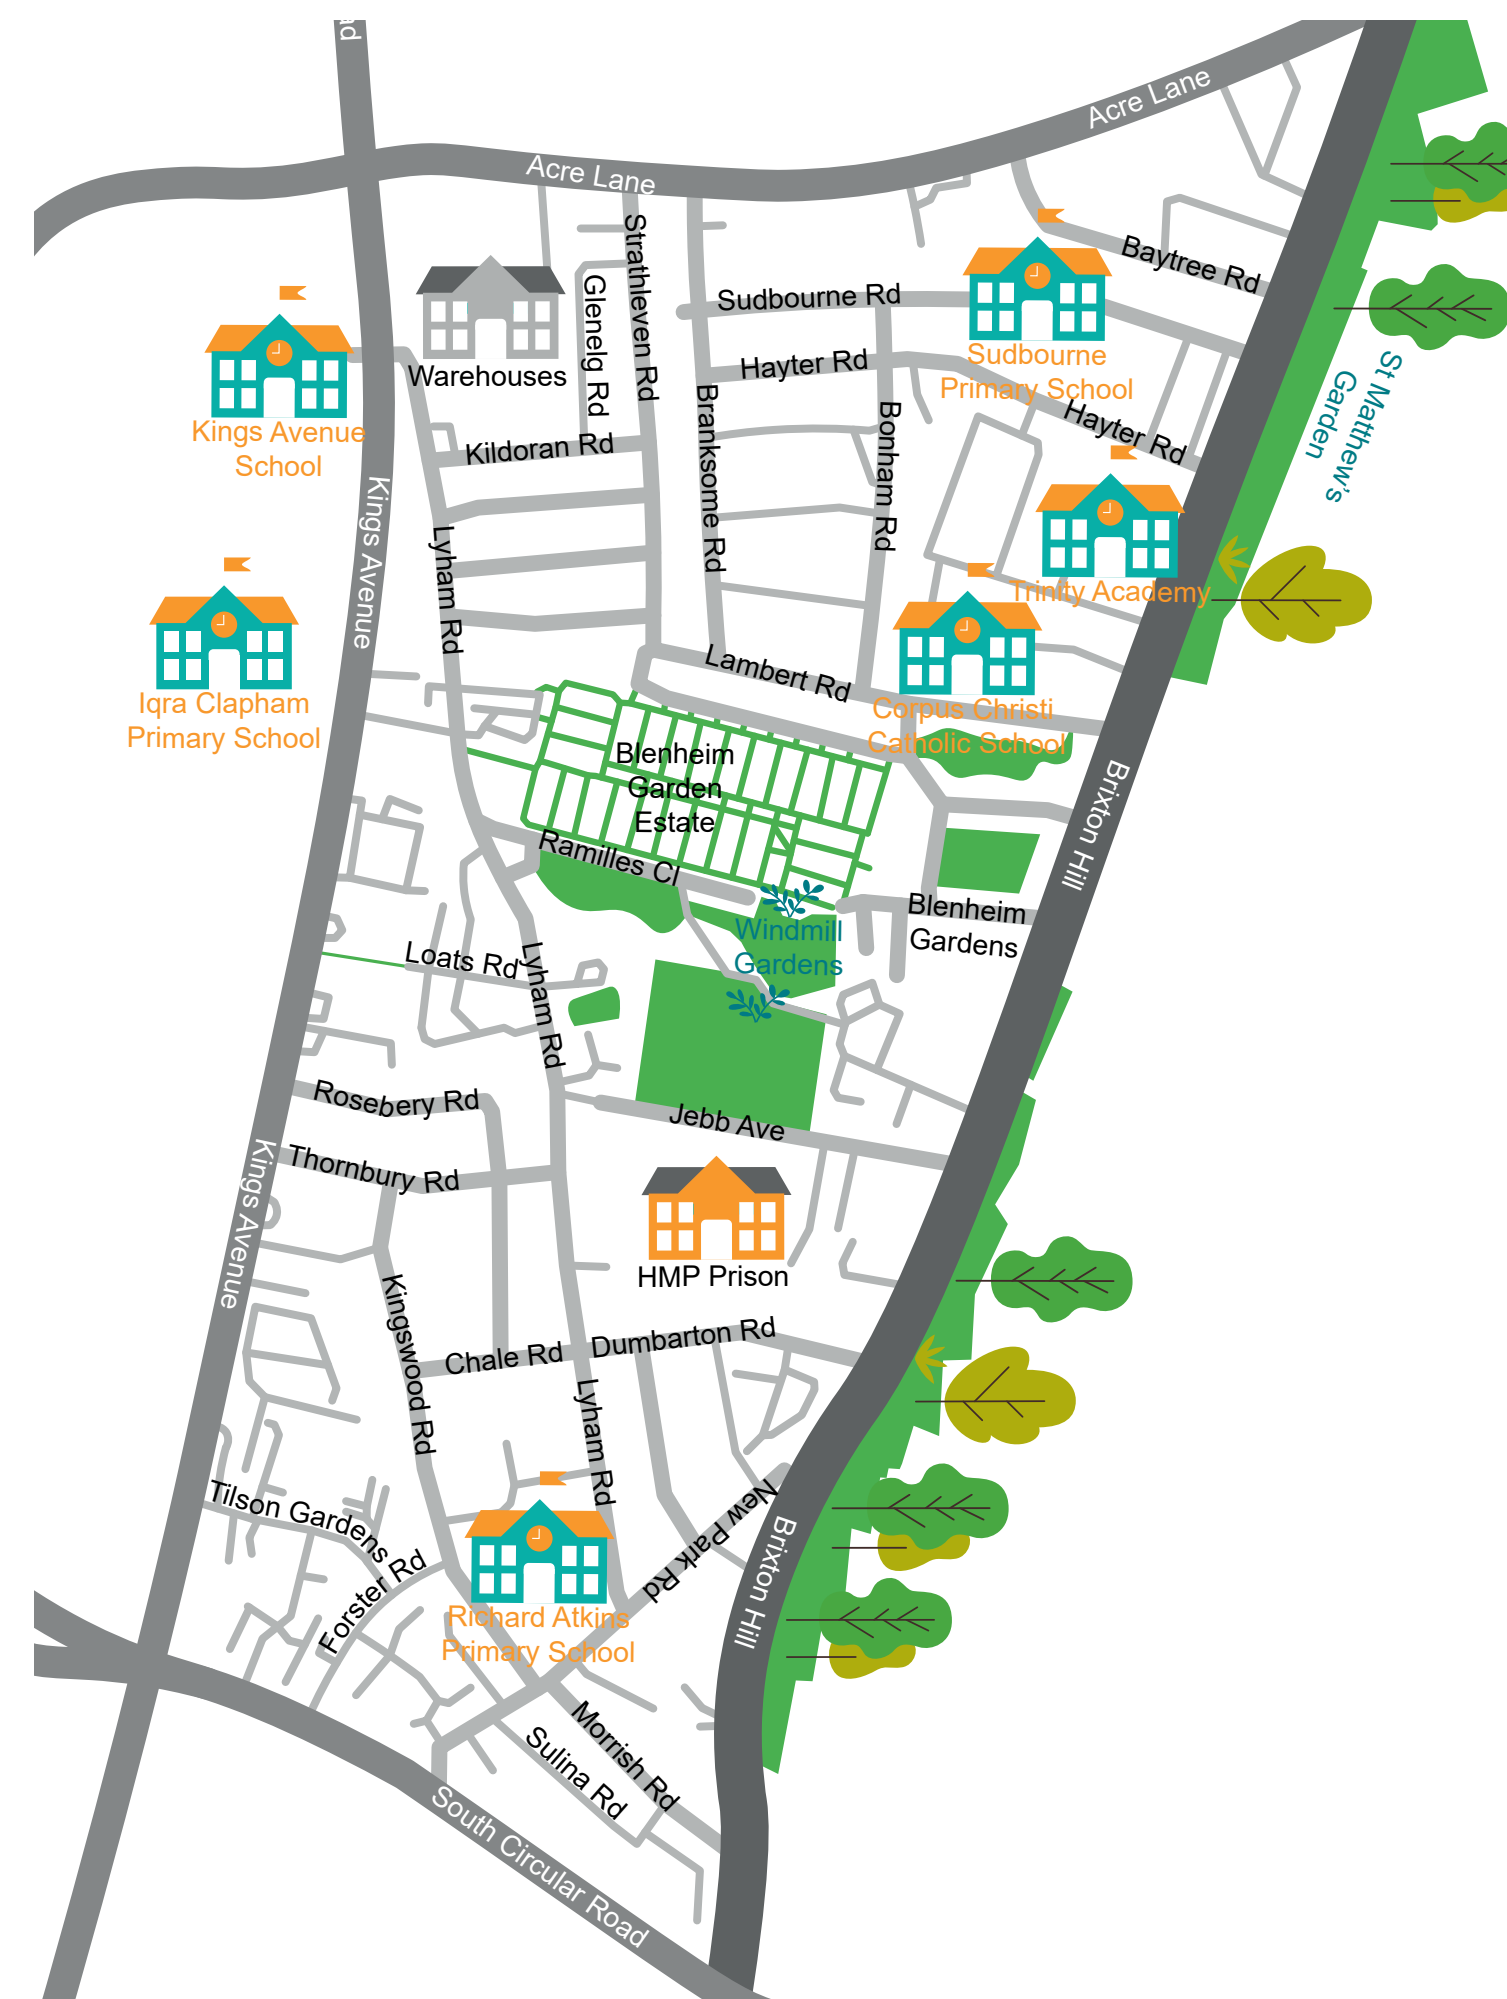 Acre Lane
Acre Lane
Strathleven Rd
Baytree Rd
Glenelg Rd
Sudbourne Rd
Sudbourne
Primary School
Hayter Rd
Warehouses
Kings Avenue
School
Branksome Rd
Bonham Rd
Hayter Rd
St Matthew's
Garden
Kildoran Rd
Kings Avenue
Lyham Rd
Trinity Academy
Iqra Clapham
Primary School
Lambert Rd
Corpus Christi
Catholic School
Blenheim
Garden
Estate
Brixton Hill
Ramilles Cl
Windmill
Gardens
Blenheim
Gardens
Loats Rd
Lyham Rd
Rosebery Rd
Jebb Ave
Thornbury Rd
Kings Avenue
HMP Prison
Kingswood Rd
Chale Rd
Dumbarton Rd
Lyham Rd
Tilson Gardens
New Park Rd
Forster Rd
Brixton Hill
Richard Atkins
Primary School
Morrish Rd
Sulina Rd
South Circular Road